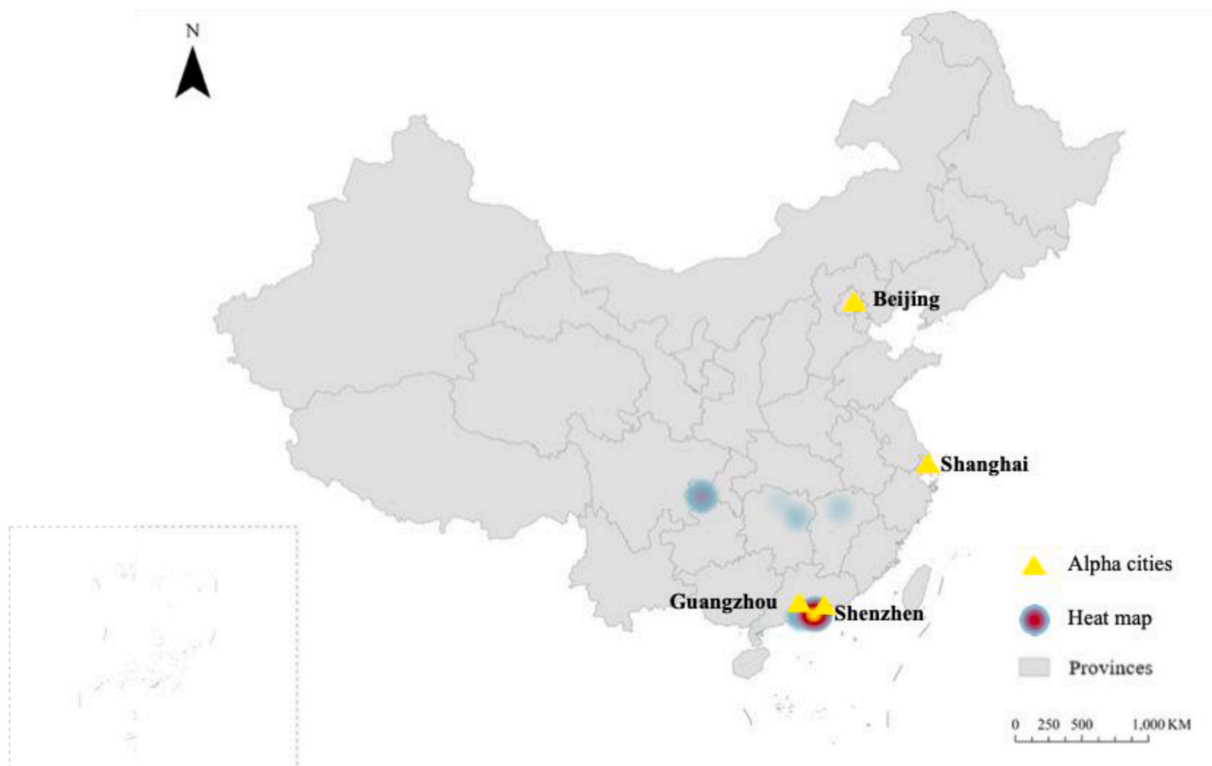 N
Beijing
Shanghai
Guangzhou
Shenzhen
Alpha cities
Heat map
Provinces
0 250 500 1,000 KM